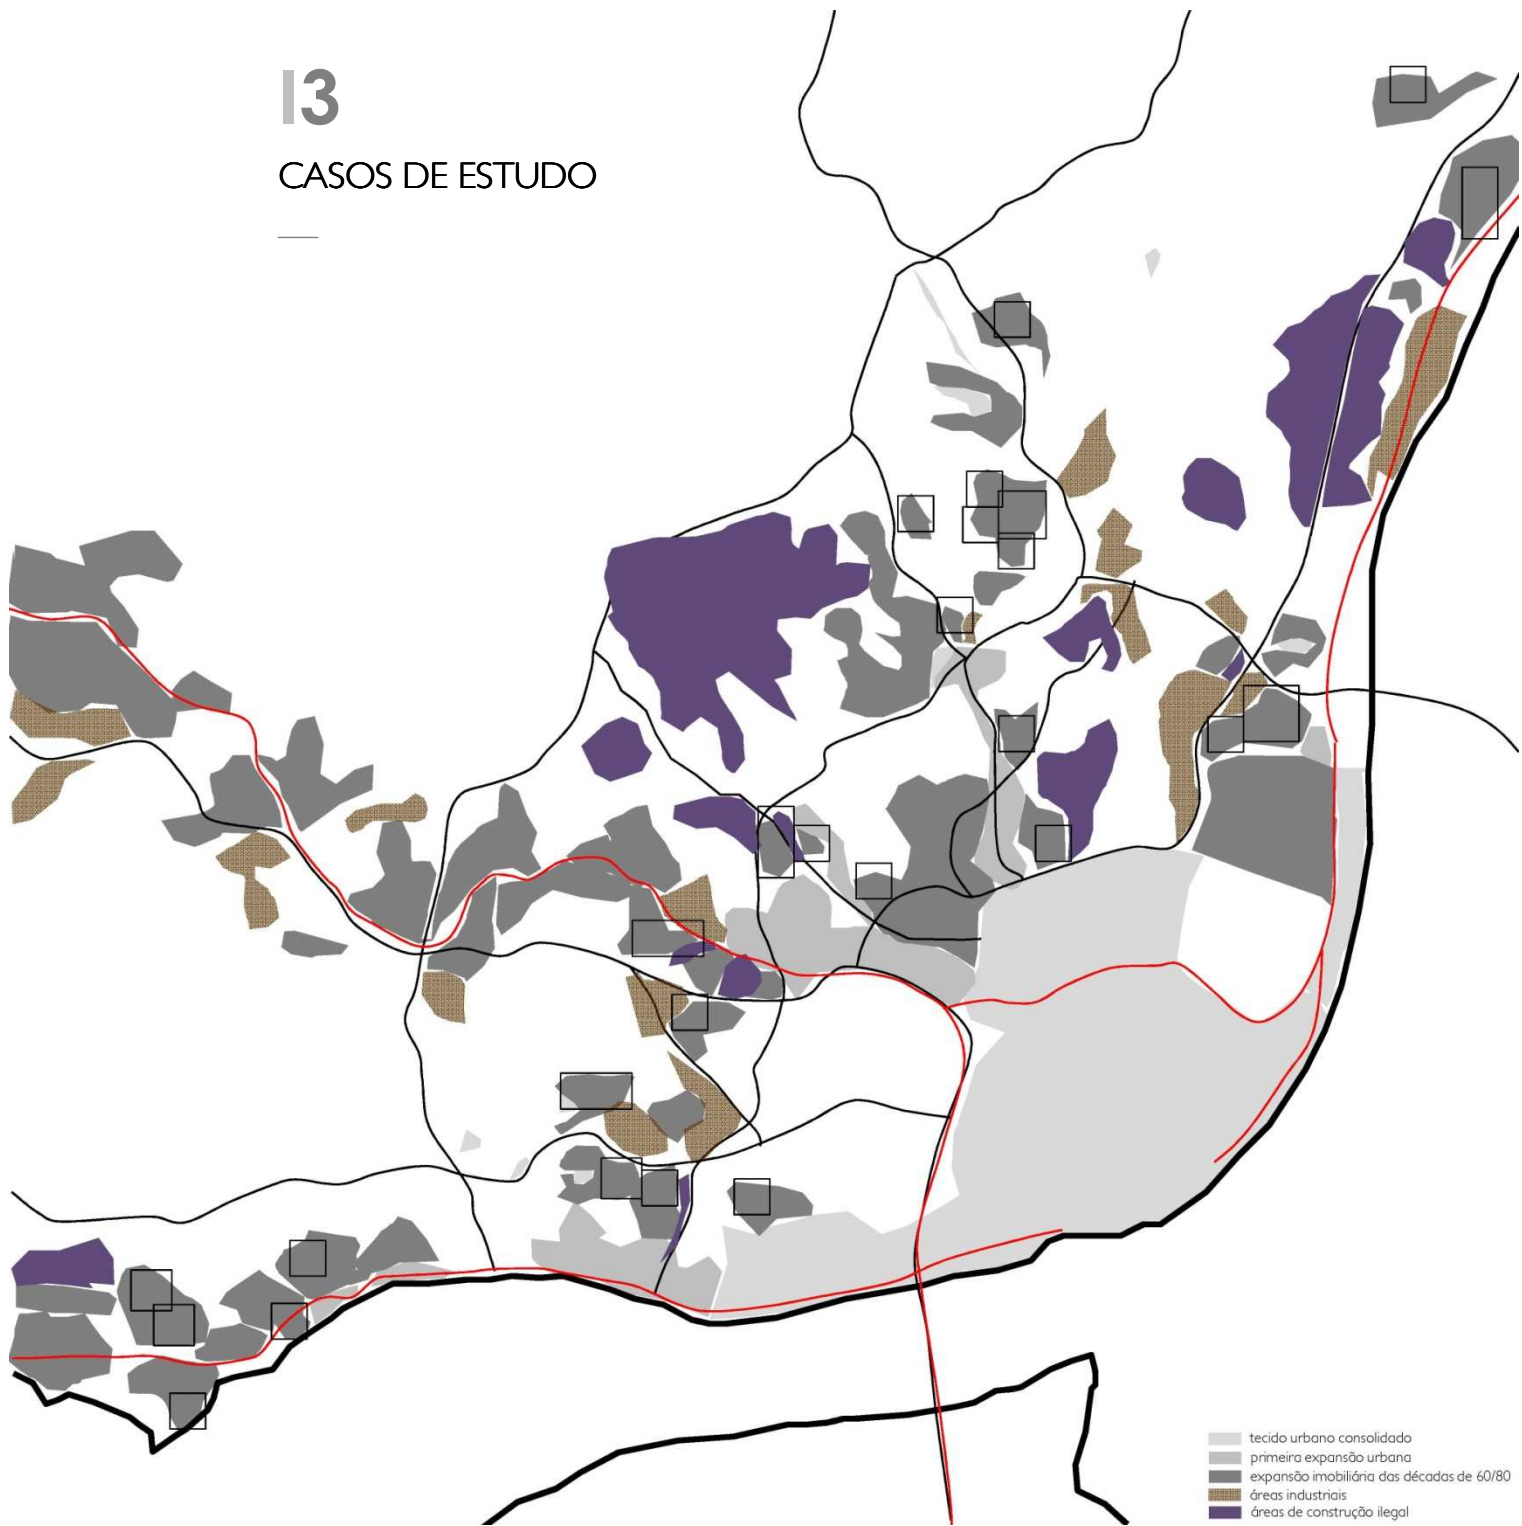 I3
CASOS DE ESTUDO
tecido urbano consolidado
primeira expansão urbana
expansão imobiliária das décadas de 60/80
áreas industriais
áreas de construção ilegal